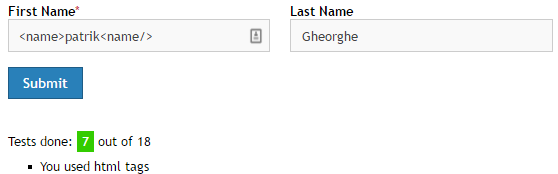 First Name* Last Name
<name>patrik<name/> Gheorghe
Submit
Tests done: 7 out of 18
You used html tags